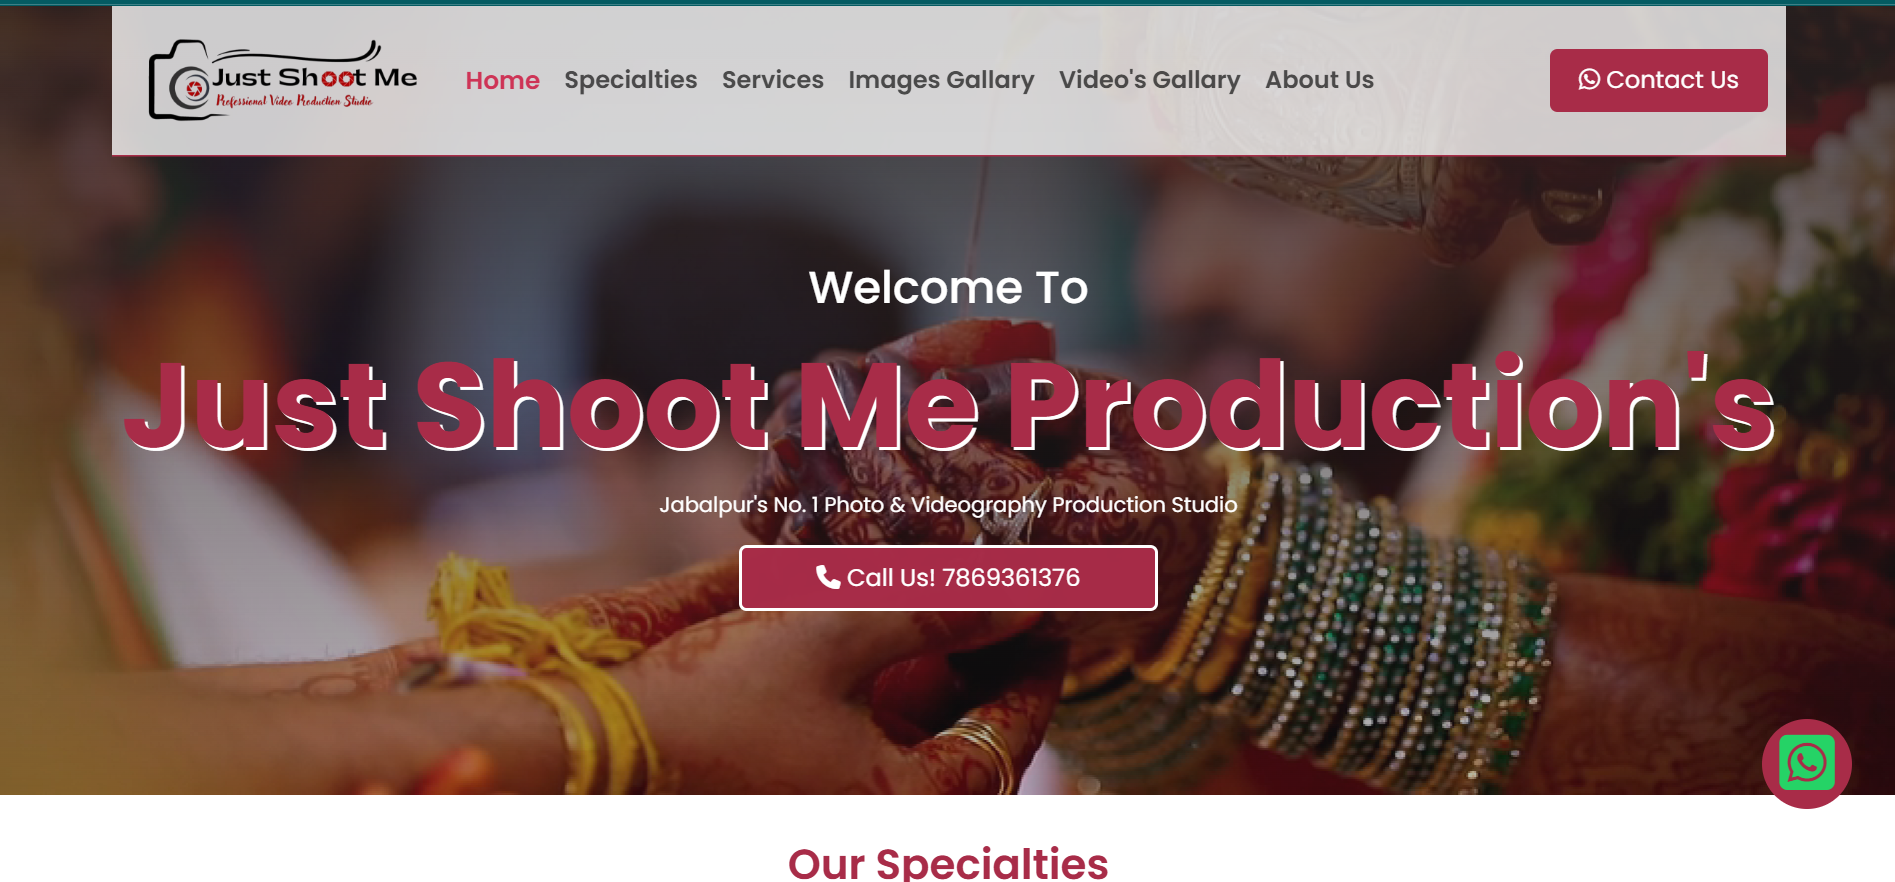 Just Shoot Me
Professional Video Production Studio
Home Specialties Services Images Gallary Video's Gallary About Us
Contact Us
Welcome To
Just Shoot Me Production's
Jabalpur's No. 1 Photo & Videography Production Studio
Call Us! 7869361376
Our Specialties